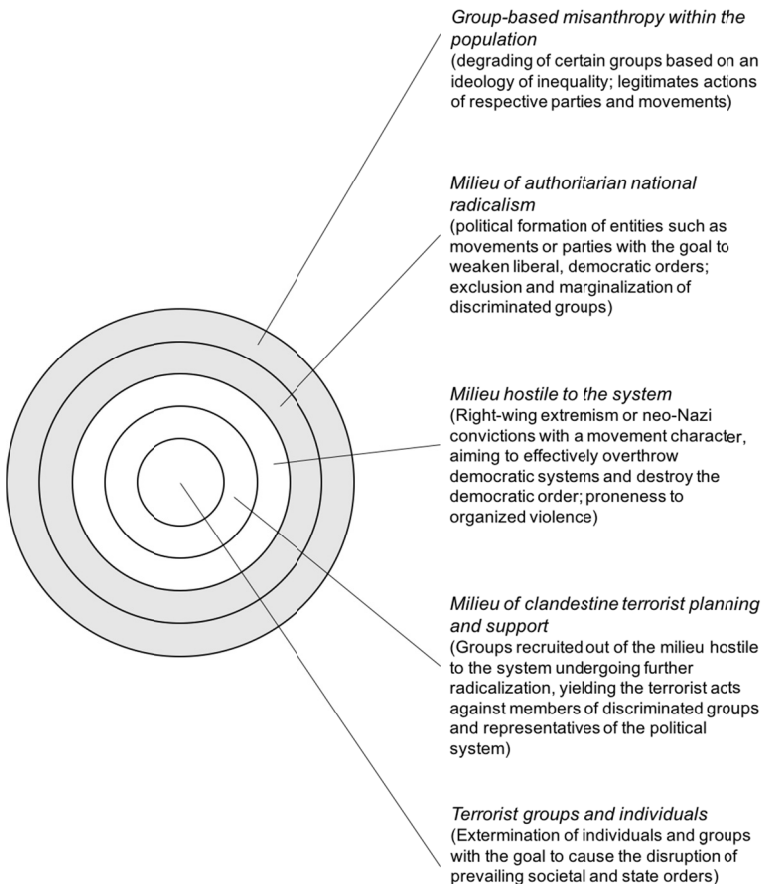 Group-based misanthropy within the
population
(degrading of certain groups based on an
ideology of inequality; legitimates actions
of respective parties and movements)
Milieu of authoritarian national
radicalism
(political formation of entities such as
movements or parties with the goal to
weaken liberal, democratic orders;
exclusion and marginalization of
discriminated groups)
Milieu hostile to the system
(Right-wing extremism or neo-Nazi
convictions with a movement character,
aiming to effectively overthrow
democratic systems and destroy the
democratic order; proneness to
organized violence)
Milieu of clandestine terrorist planning
and support
(Groups recruited out of the milieu hostile
to the system undergoing further
radicalization, yielding the terrorist acts
against members of discriminated groups
and representatives of the political
system)
Terrorist groups and individuals
(Extermination of individuals and groups
with the goal to cause the disruption of
prevailing societal and state orders)